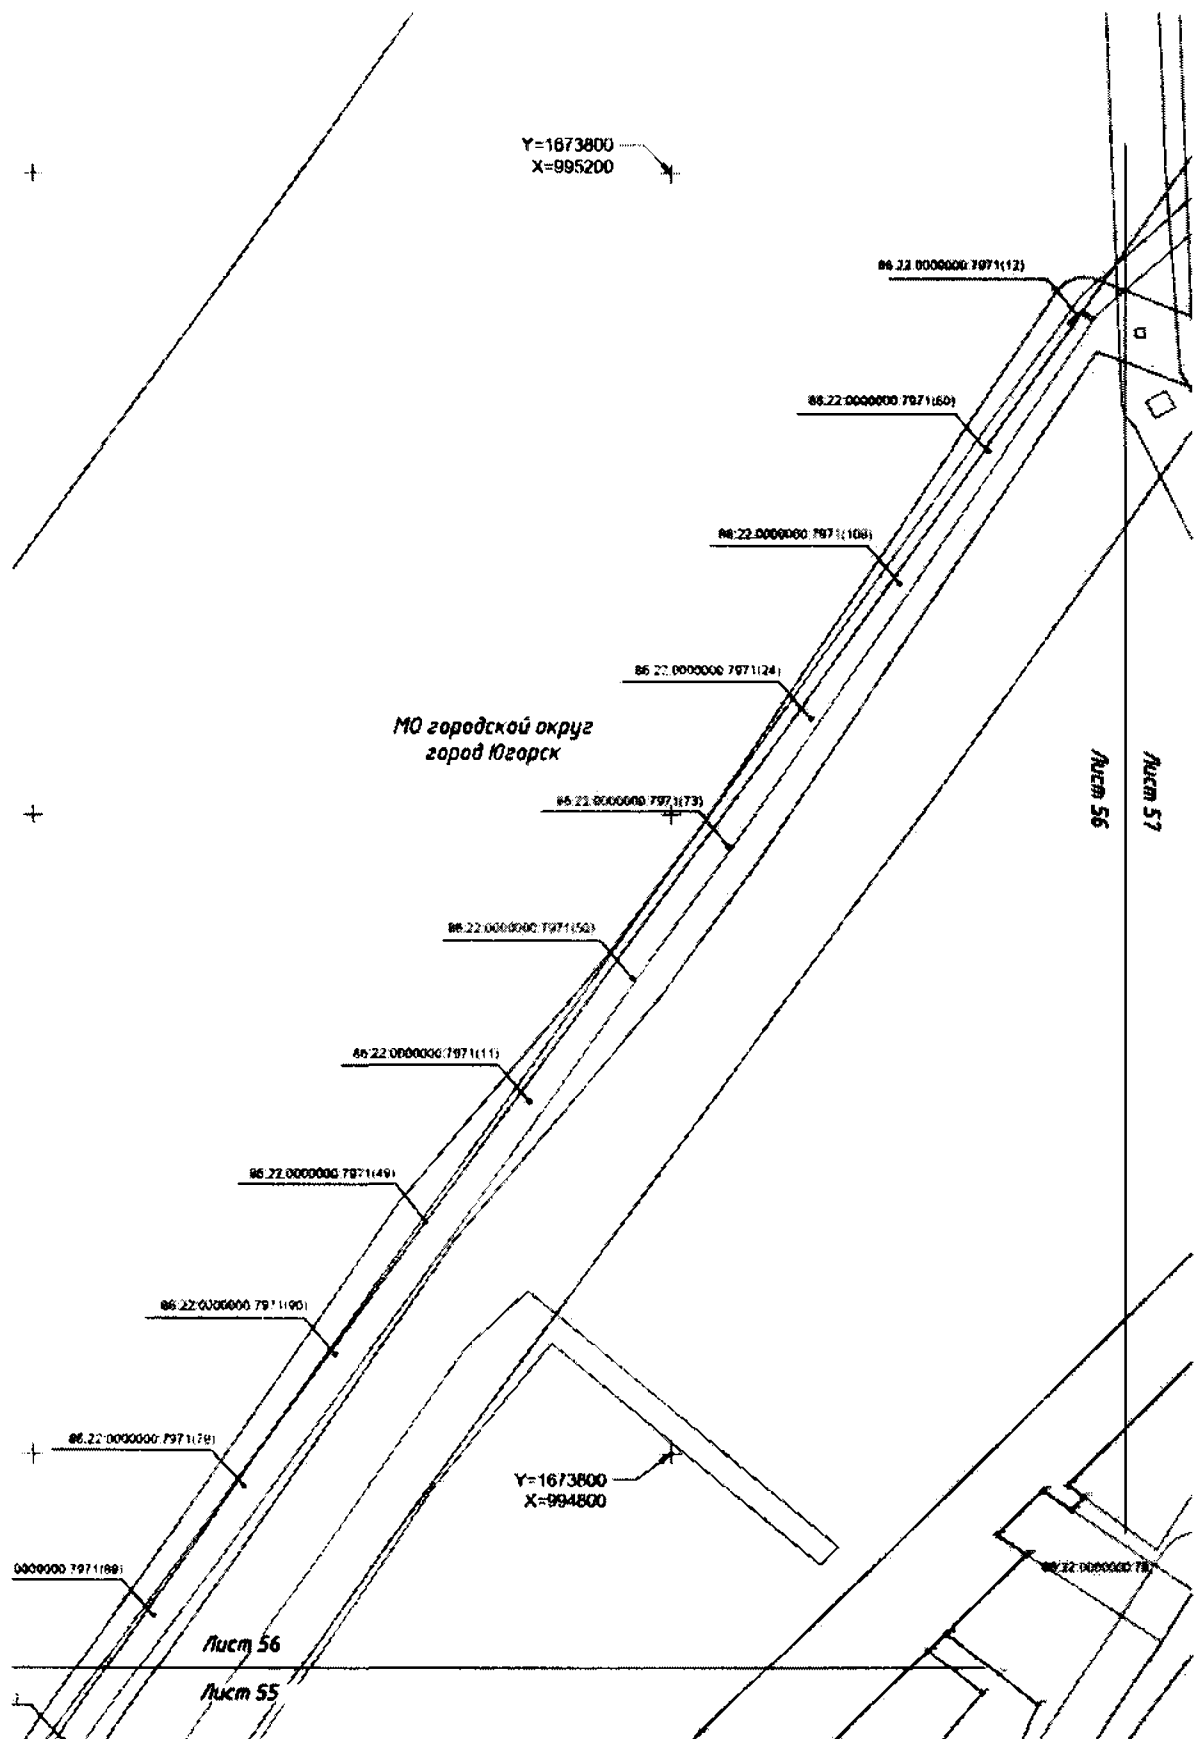 Y=1673800
X=995200
86:22:0000000:7971(12)
86:22:0000000:7971(60)
86:22:0000000:7971(108)
86:22:0000000:7971(24)
МО городской округ
город Югорск
Лист 56
Лист 57
86:22:0000000:7971(73)
86:22:0000000:7971(50)
86:22:0000000:7971(11)
86:22:0000000:7971(49)
86:22:0000000:7971(90)
86:22:0000000:7971(79)
Y=1673800
X=994800
0000000:7971(89)
Лист 56
Лист 55